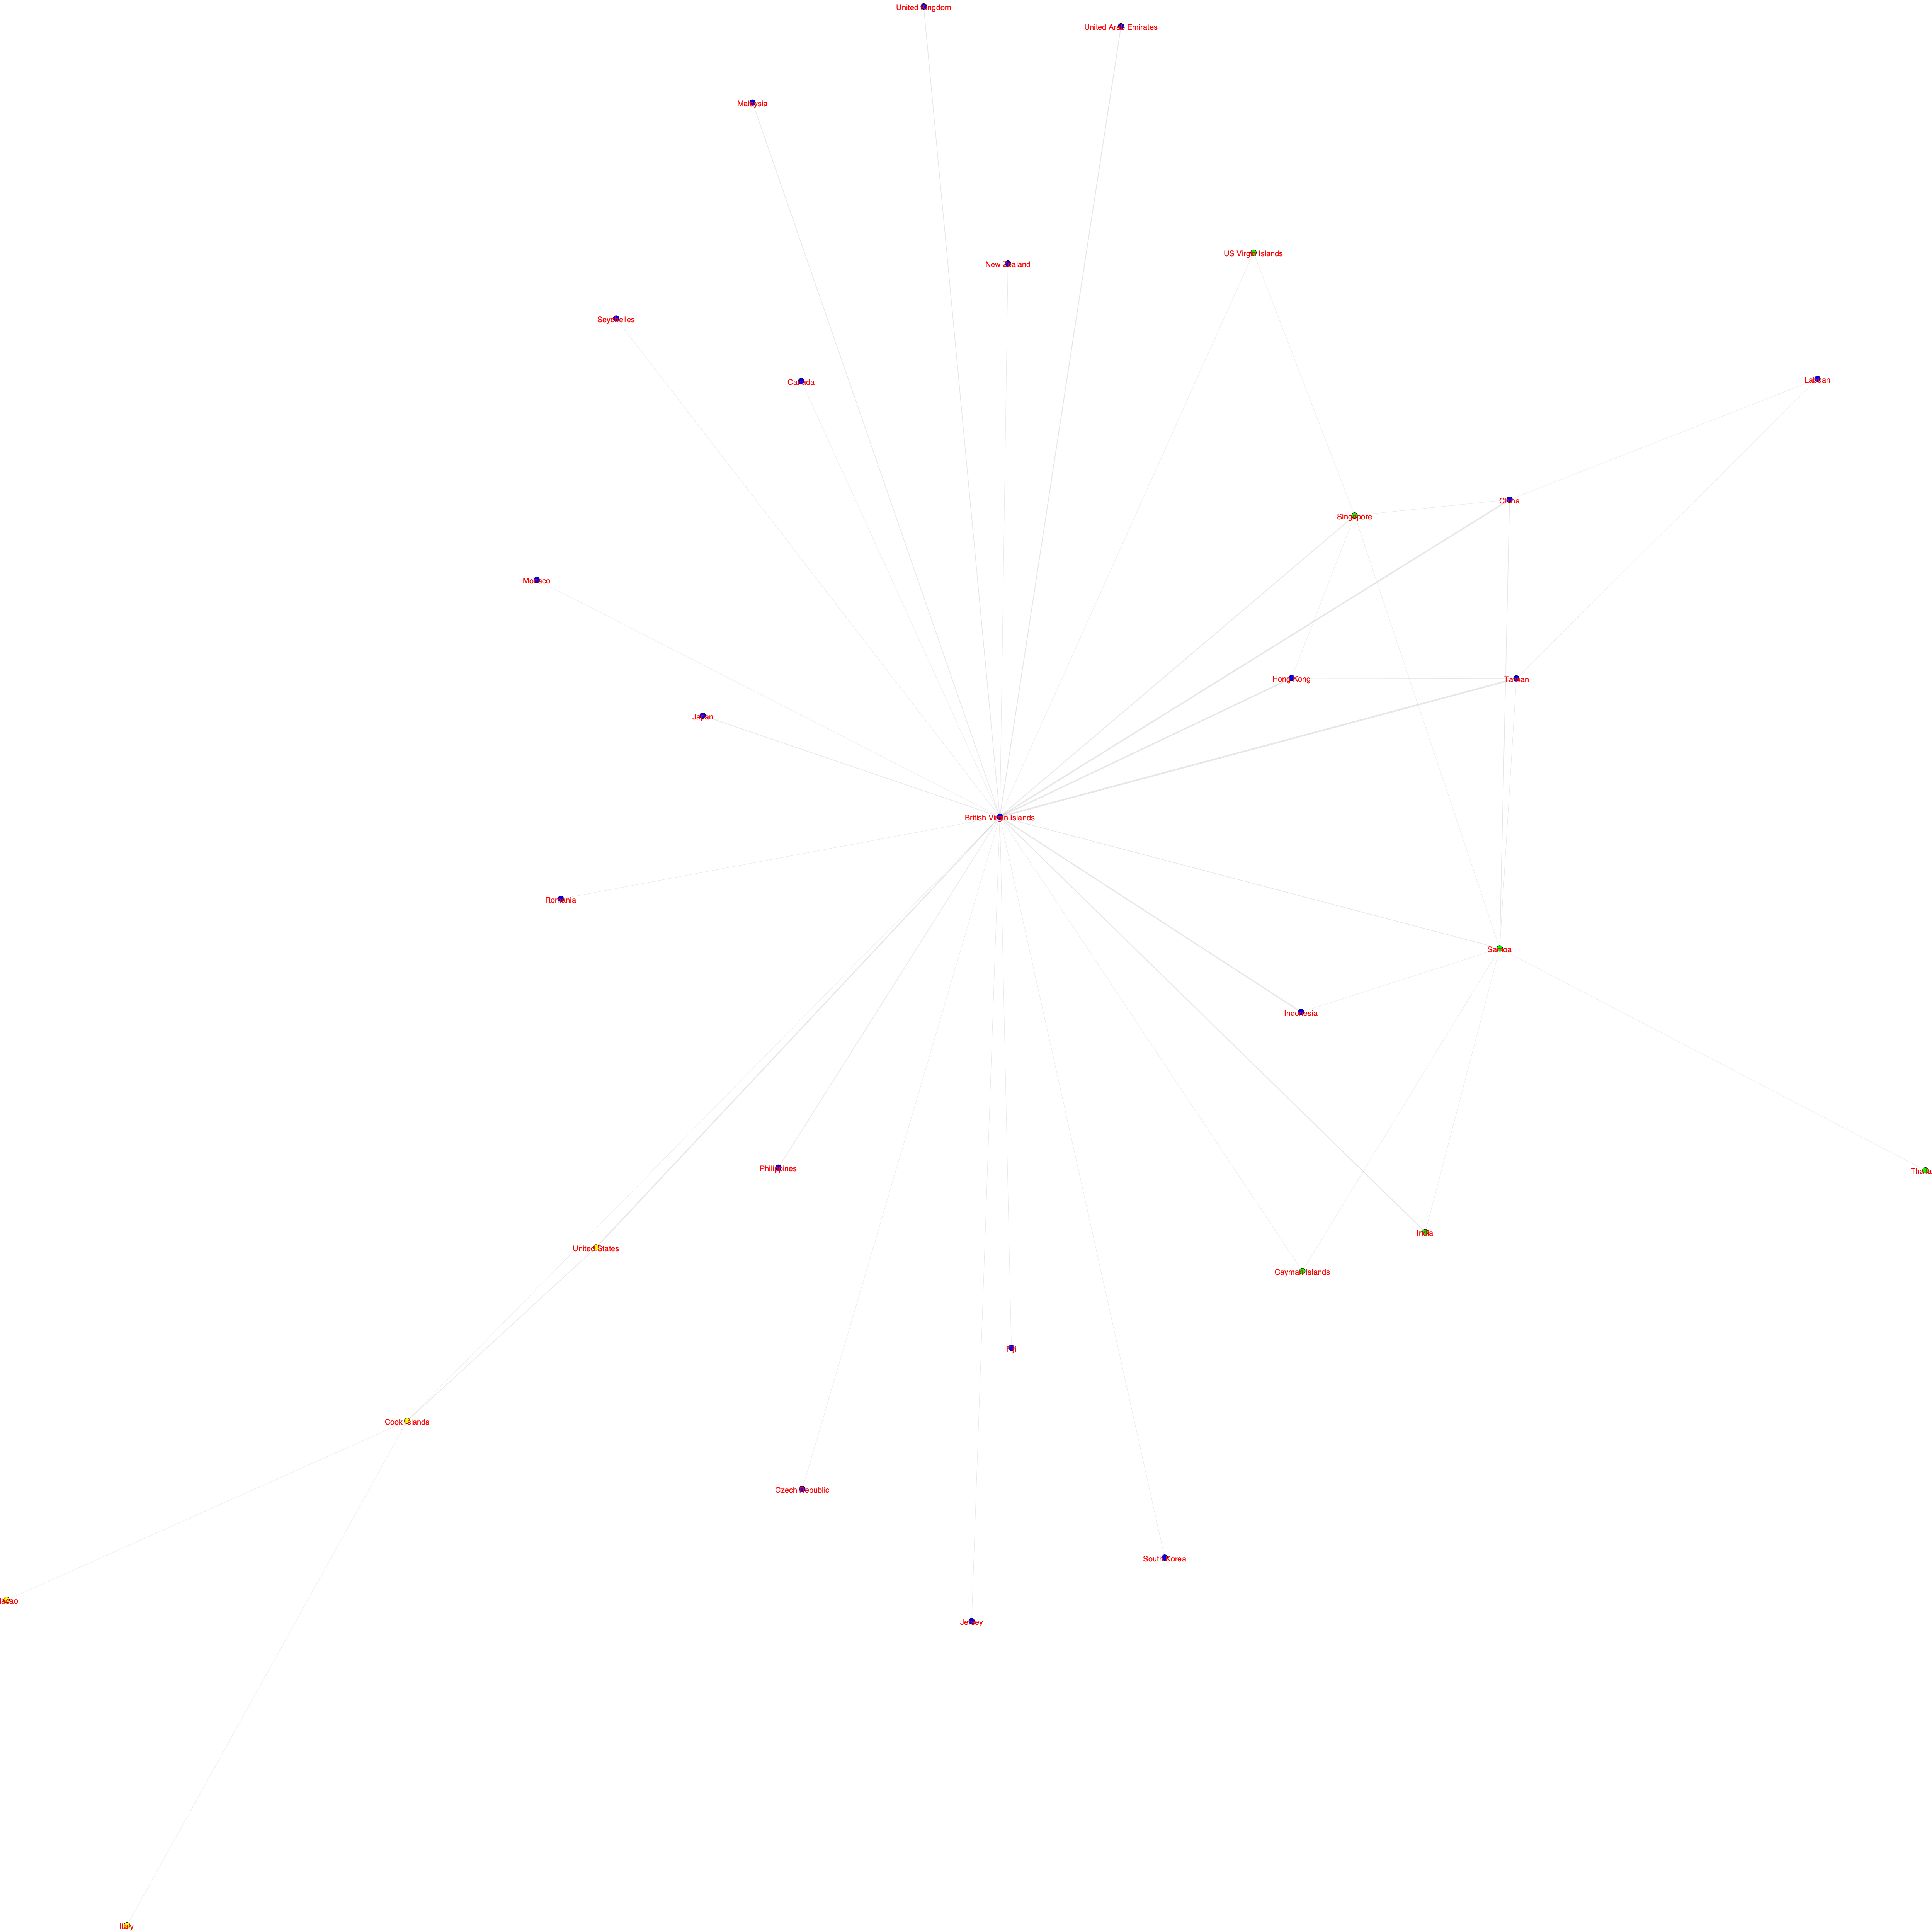 United Kingdom
United Arab Emirates
Malaysia
US Virgin Islands
New Zealand
Seychelles
Labuan
Canada
China
Singapore
Monaco
Hong Kong
Taiwan
Japan
British Virgin Islands
Romania
Samoa
Indonesia
Philippines
Thaila
India
United States
Cayman Islands
Fiji
Cook Islands
Czech Republic
South Korea
lacao
Jersey
Italy